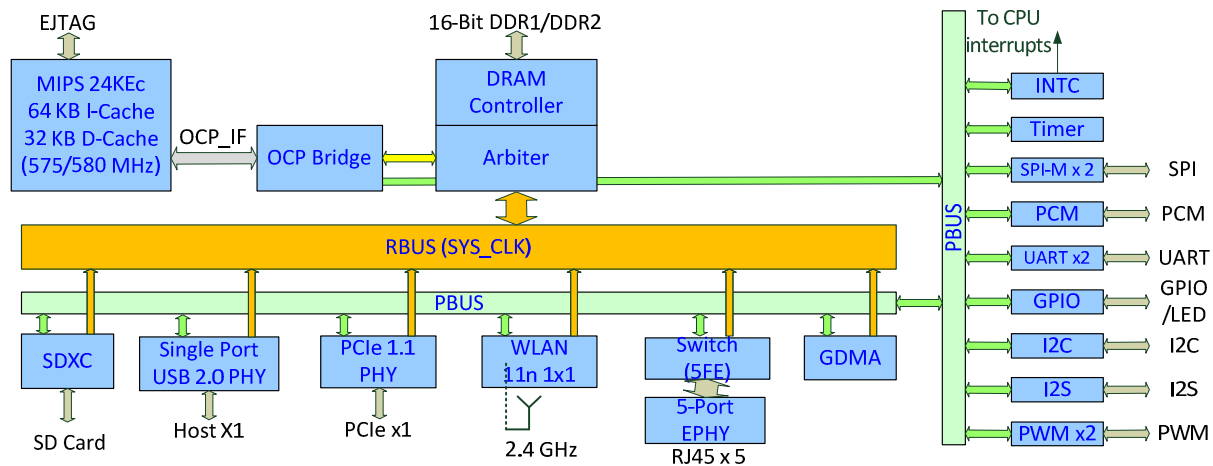 EJTAG
16-Bit DDR1/DDR2
To CPU
interrupts
MIPS 24KEc
64 KB I-Cache
32 KB D-Cache
(575/580 MHz)
OCP_IF
OCP Bridge
DRAM
Controller
Arbiter
RBUS (SYS_CLK)
PBUS
SDXC
Single Port
USB 2.0 PHY
PCIe 1.1
PHY
WLAN
11n 1x1
Switch
(5FE)
GDMA
5-Port
EPHY
SD Card
Host X1
PCIe x1
2.4 GHz
RJ45 x 5
PBUS
INTC
Timer
SPI-M x 2
SPI
PCM
PCM
UART x2
UART
GPIO
GPIO
/LED
I2C
I2C
I2S
I2S
PWM x2
PWM